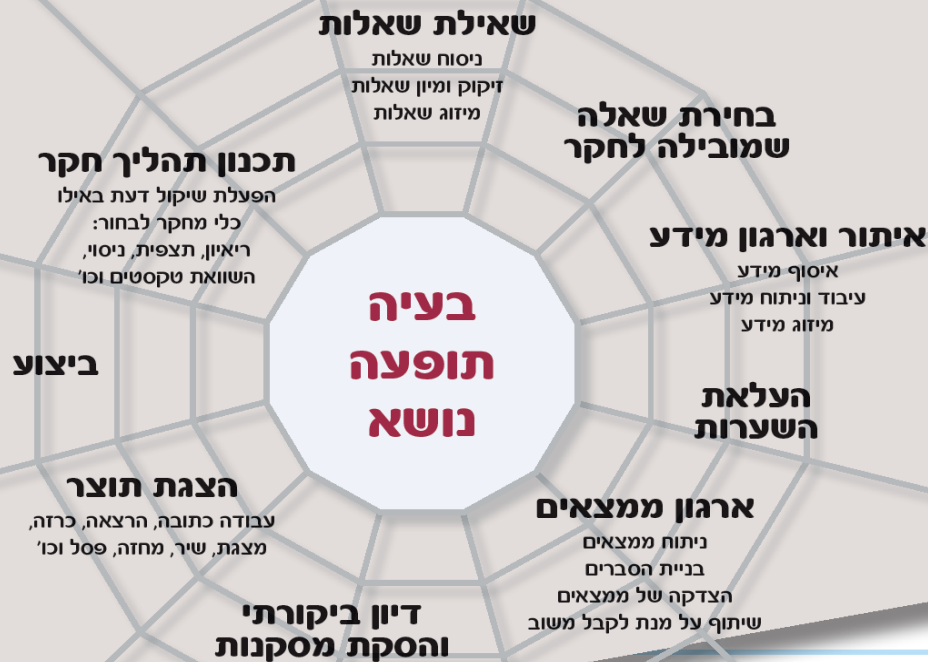 שאילת שאלות
ניסוח שאלות
זיקוק ומיון שאלות
מיזוג שאלות
בחירת שאלה
שמובילה לחקר
איתור וארגון מידע
איסוף מידע
עיבוד וניתוח מידע
מיזוג מידע
העלאת
השערות
ארגון ממצאים
ניתוח ממצאים
בניית הסברים
הצדקה של ממצאים
שיתוף על מנת לקבל משוב
דיון ביקורתי
והסקת מסקנות
הצגת תוצר
עבודה כתובה, הרצאה, כרזה,
מצגת, שיר, מחזה, פסל וכו'
ביצוע
תכנון תהליך חקר
הפעלת שיקול דעת באילו
כלי מחקר לבחור:
ריאיון, תצפית, ניסוי,
השוואת טקסטים וכו'
בעיה
תופעה
נושא